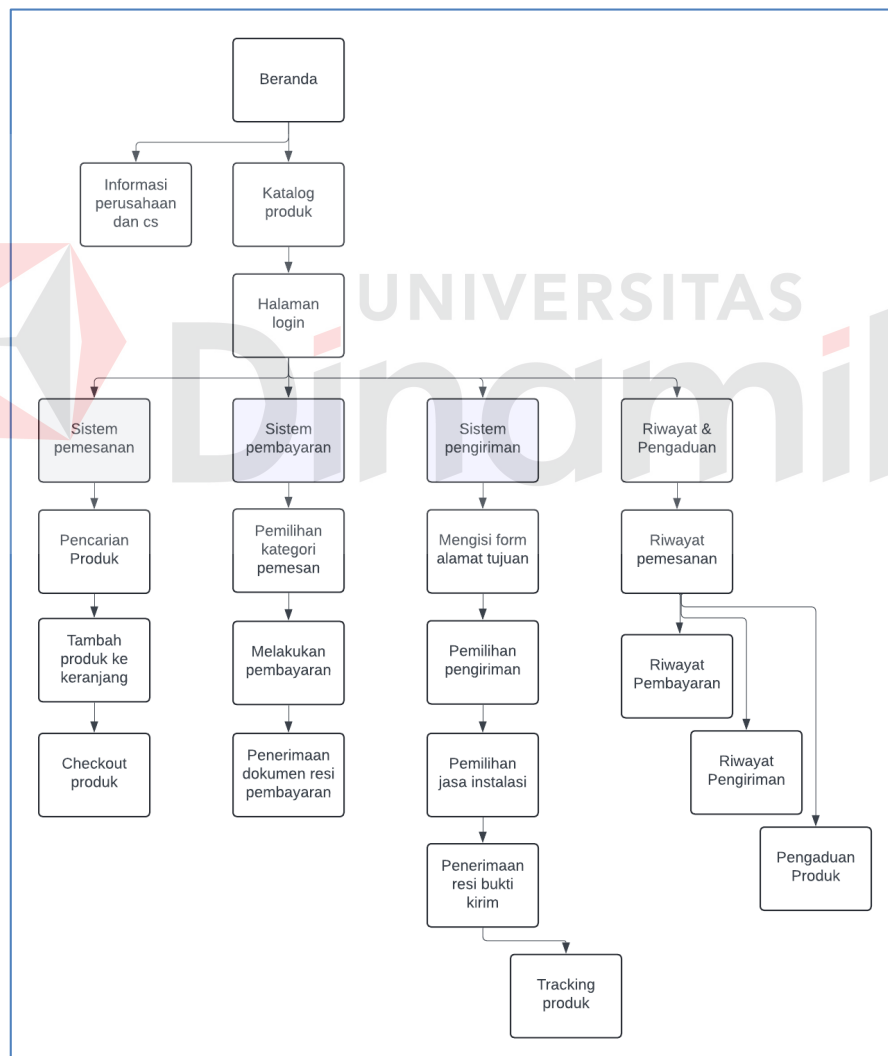 Beranda
Informasi
perusahaan
dan cs
Katalog
produk
Halaman
login
UNIVERSITAS
Dinamik
Sistem
pemesanan
Sistem
pembayaran
Sistem
pengiriman
Riwayat &
Pengaduan
Pencarian
Produk
Pemilihan
kategori
pemesan
Mengisi form
alamat tujuan
Riwayat
pemesanan
Tambah
produk ke
keranjang
Melakukan
pembayaran
Pemilihan
pengiriman
Riwayat
Pembayaran
Checkout
produk
Penerimaan
dokumen resi
pembayaran
Pemilihan
jasa instalasi
Riwayat
Pengiriman
Penerimaan
resi bukti
kirim
Pengaduan
Produk
Tracking
produk